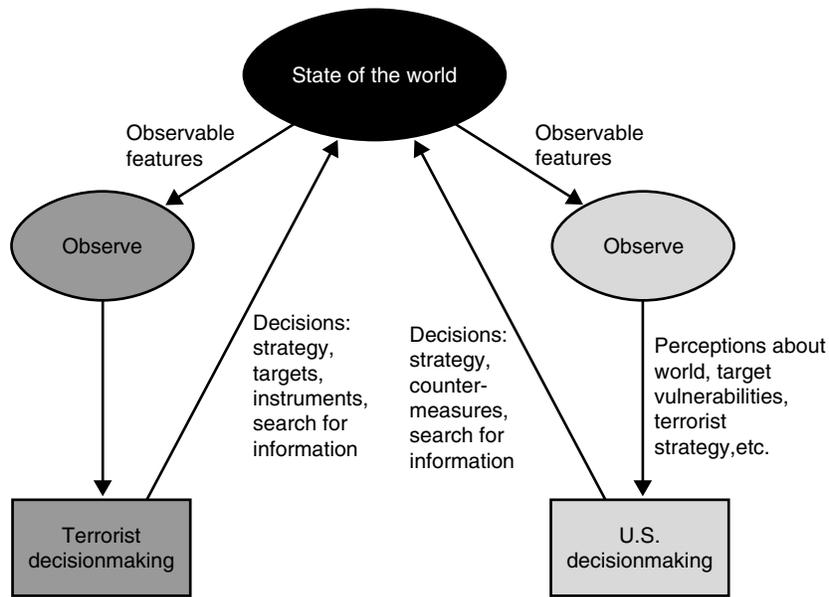 State of the world
Observable
features
Observable
features
Observe
Observe
Decisions:
strategy,
targets,
instruments,
search for
information
Decisions:
strategy,
counter-
measures,
search for
information
Perceptions about
world, target
vulnerabilities,
terrorist
strategy,etc.
Terrorist
decisionmaking
U.S.
decisionmaking